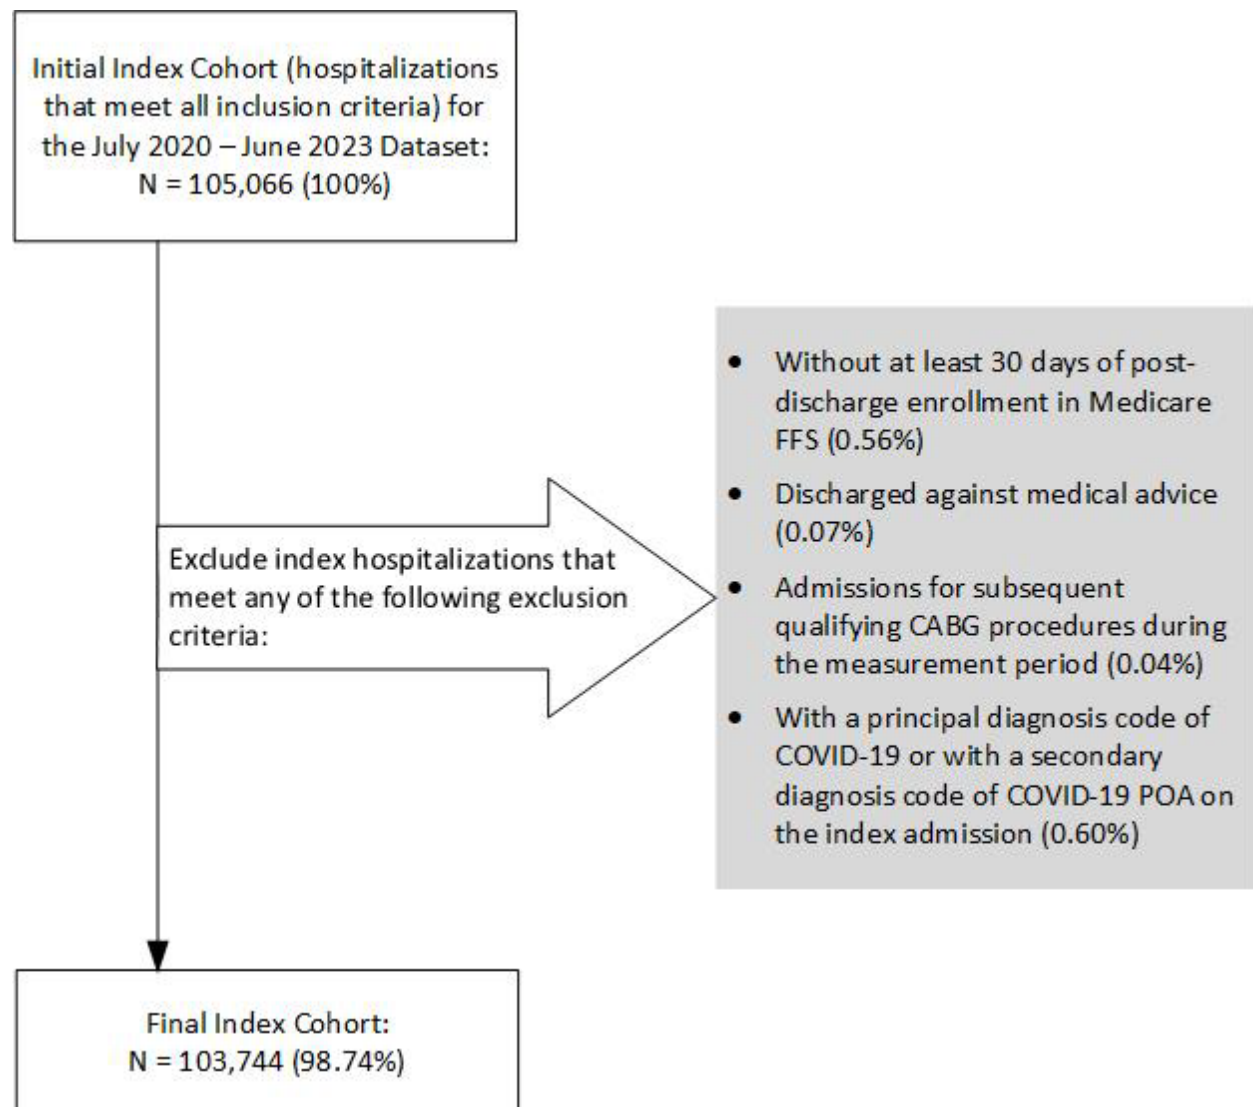 Initial Index Cohort (hospitalizations
that meet all inclusion criteria) for
the July 2020 – June 2023 Dataset:
N = 105,066 (100%)
Exclude index hospitalizations that
meet any of the following exclusion
criteria:
• Without at least 30 days of post-
discharge enrollment in Medicare
FFS (0.56%)
• Discharged against medical advice
(0.07%)
• Admissions for subsequent
qualifying CABG procedures during
the measurement period (0.04%)
• With a principal diagnosis code of
COVID-19 or with a secondary
diagnosis code of COVID-19 POA on
the index admission (0.60%)
Final Index Cohort:
N = 103,744 (98.74%)